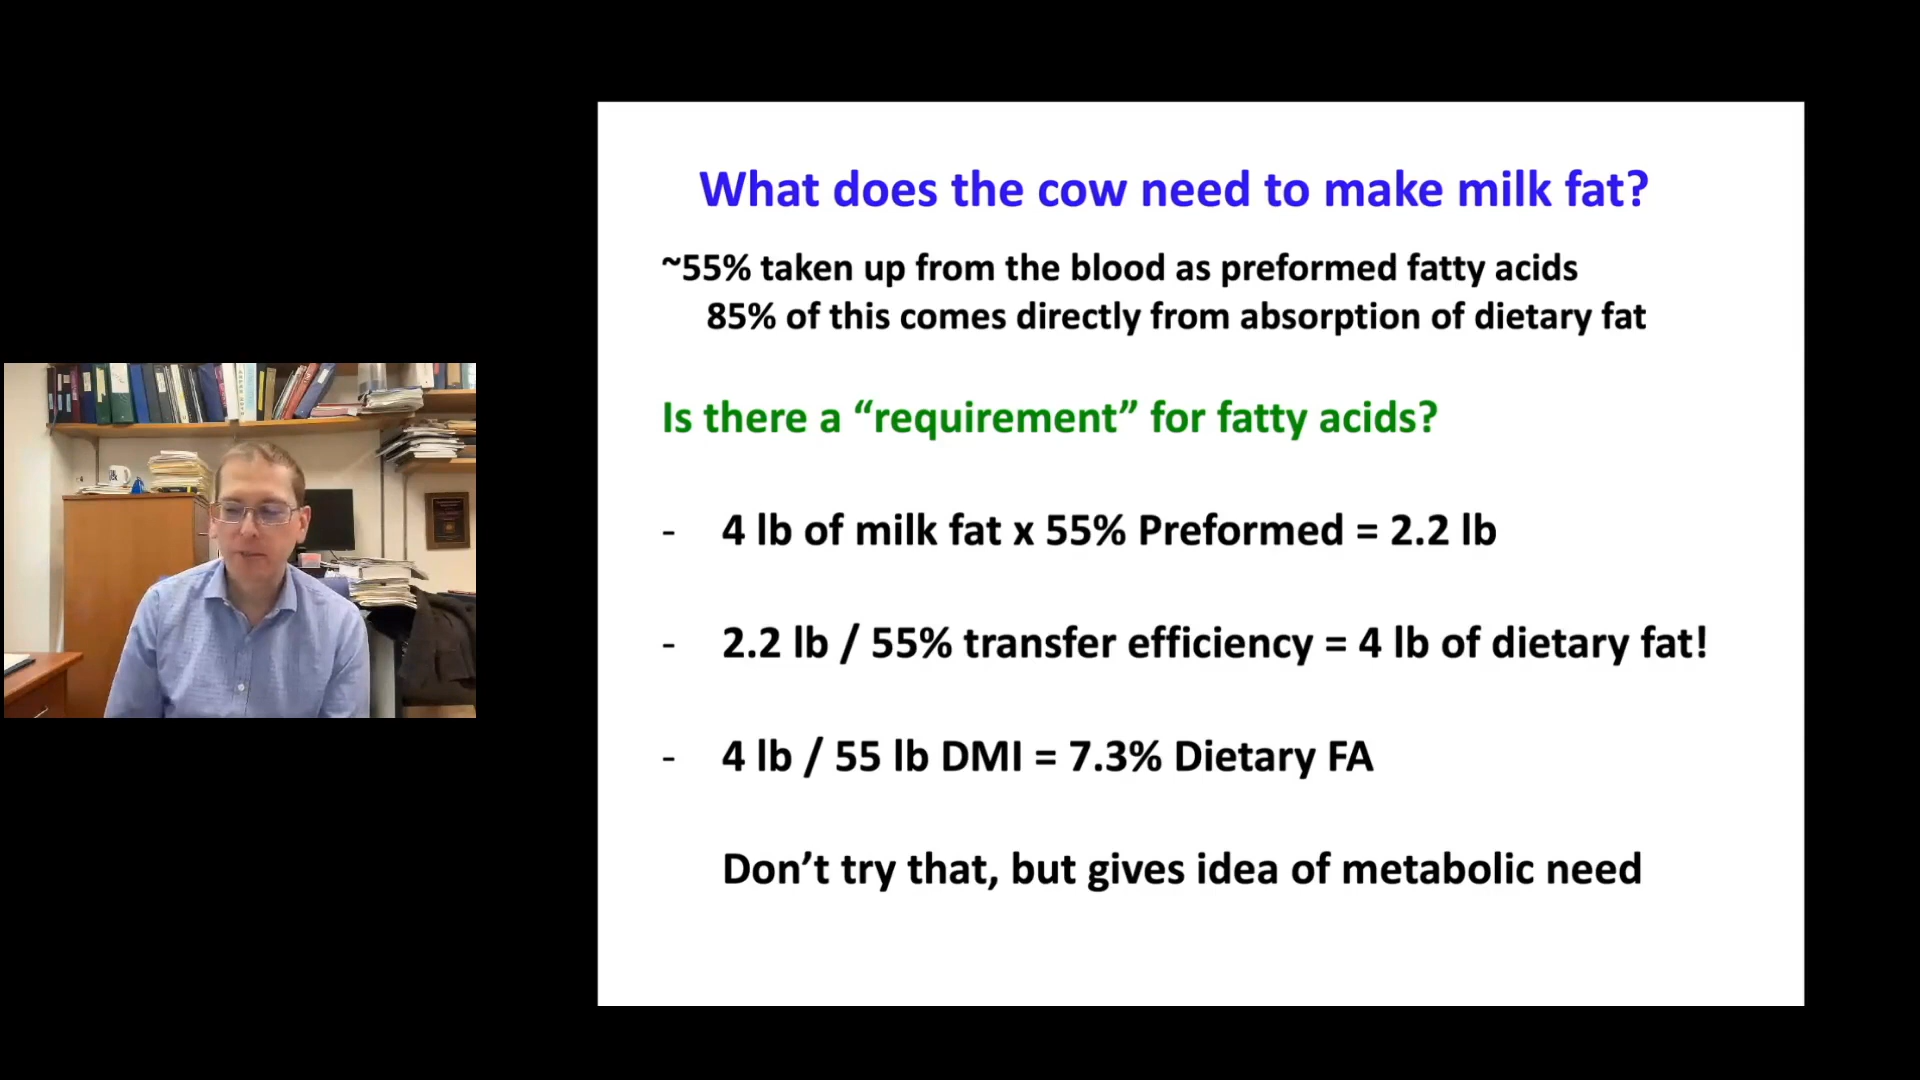 What does the cow need to make milk fat?
~55% taken up from the blood as preformed fatty acids
85% of this comes directly from absorption of dietary fat
Is there a “requirement” for fatty acids?
- 4 lb of milk fat x 55% Preformed = 2.2 lb
- 2.2 lb / 55% transfer efficiency = 4 lb of dietary fat!
- 4 lb / 55 lb DMI = 7.3% Dietary FA
Don’t try that, but gives idea of metabolic need